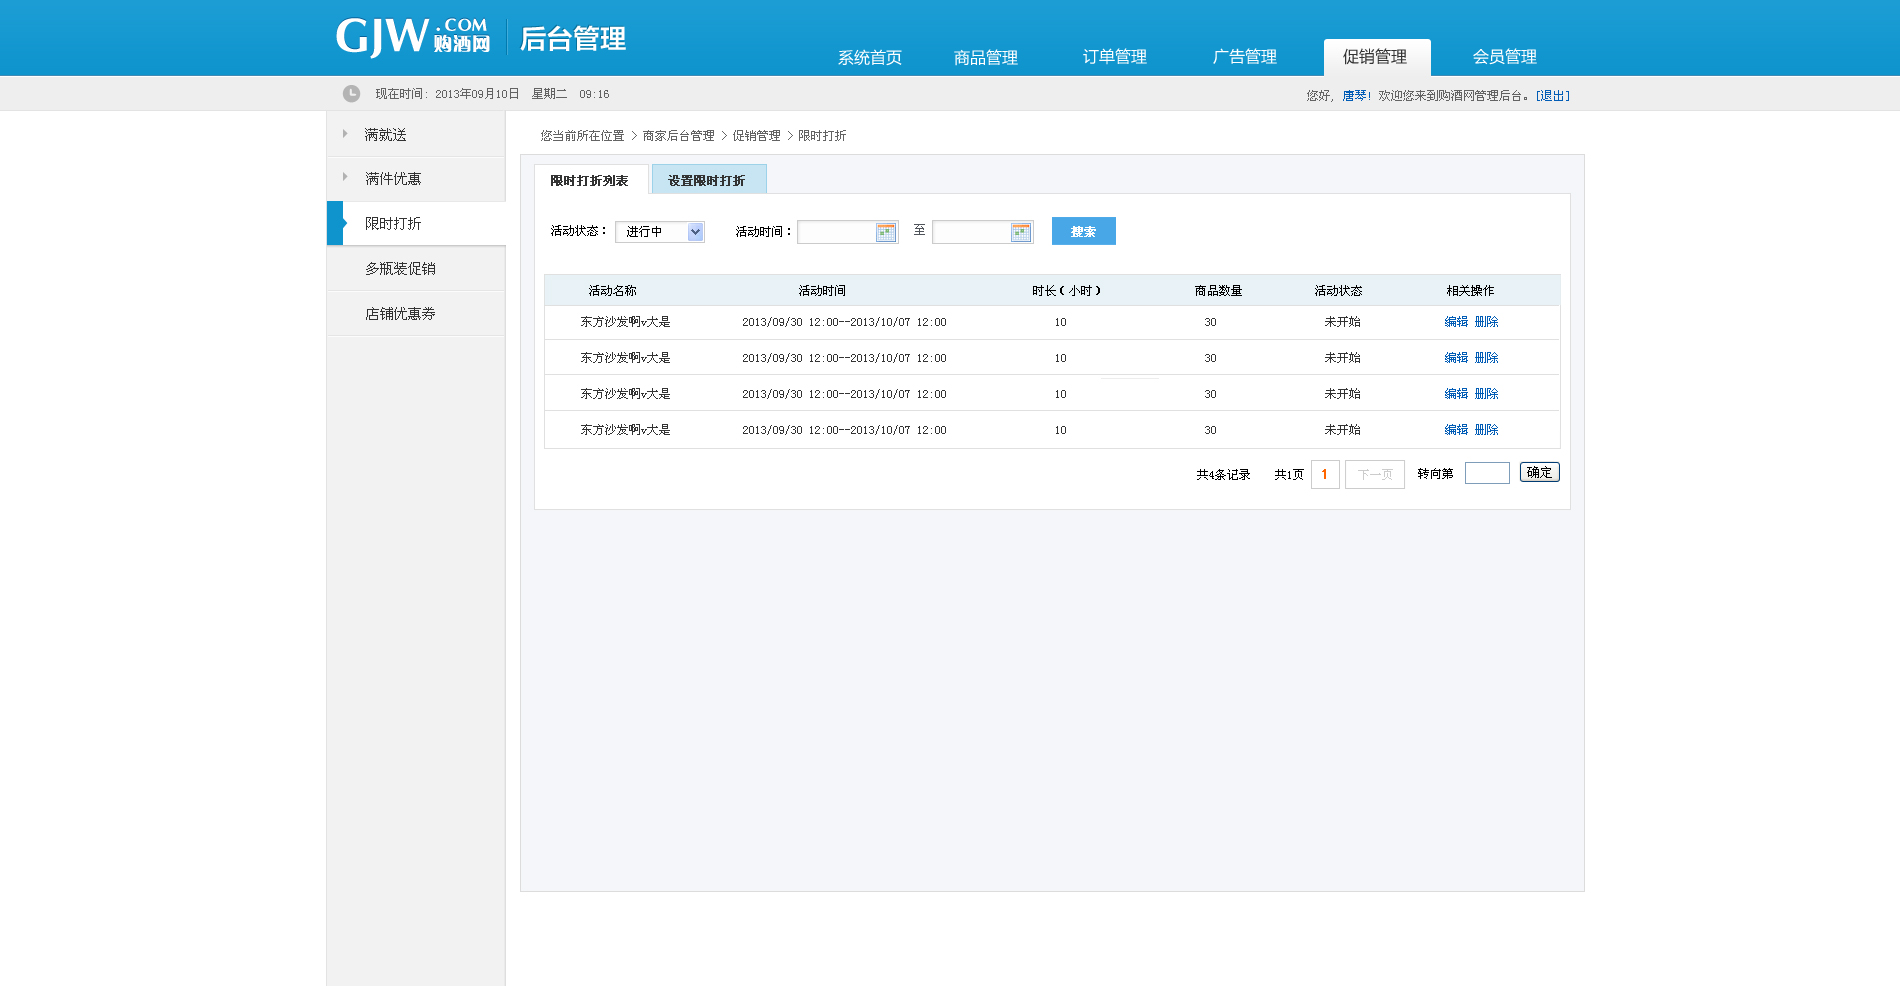 GJW.COM 购酒网 后台管理
系统首页 商品管理 订单管理 广告管理 促销管理 会员管理
现在时间: 2013年09月10日 星期二 09:16
您好, 唐琴! 欢迎您来到购酒网管理后台。[退出]
满就送
满件优惠
限时打折
多瓶装促销
店铺优惠券
您当前所在位置 > 商家后台管理 > 促销管理 > 限时打折
限时打折列表 设置限时打折
活动状态: 进行中 活动时间: 至 搜索
活动名称 活动时间 时长(小时) 商品数量 活动状态 相关操作
东方沙发啊v大是 2013/09/30 12:00--2013/10/07 12:00 10 30 未开始 编辑 删除
东方沙发啊v大是 2013/09/30 12:00--2013/10/07 12:00 10 30 未开始 编辑 删除
东方沙发啊v大是 2013/09/30 12:00--2013/10/07 12:00 10 30 未开始 编辑 删除
东方沙发啊v大是 2013/09/30 12:00--2013/10/07 12:00 10 30 未开始 编辑 删除
共4条记录 共1页 1 下一页 转向第 确定